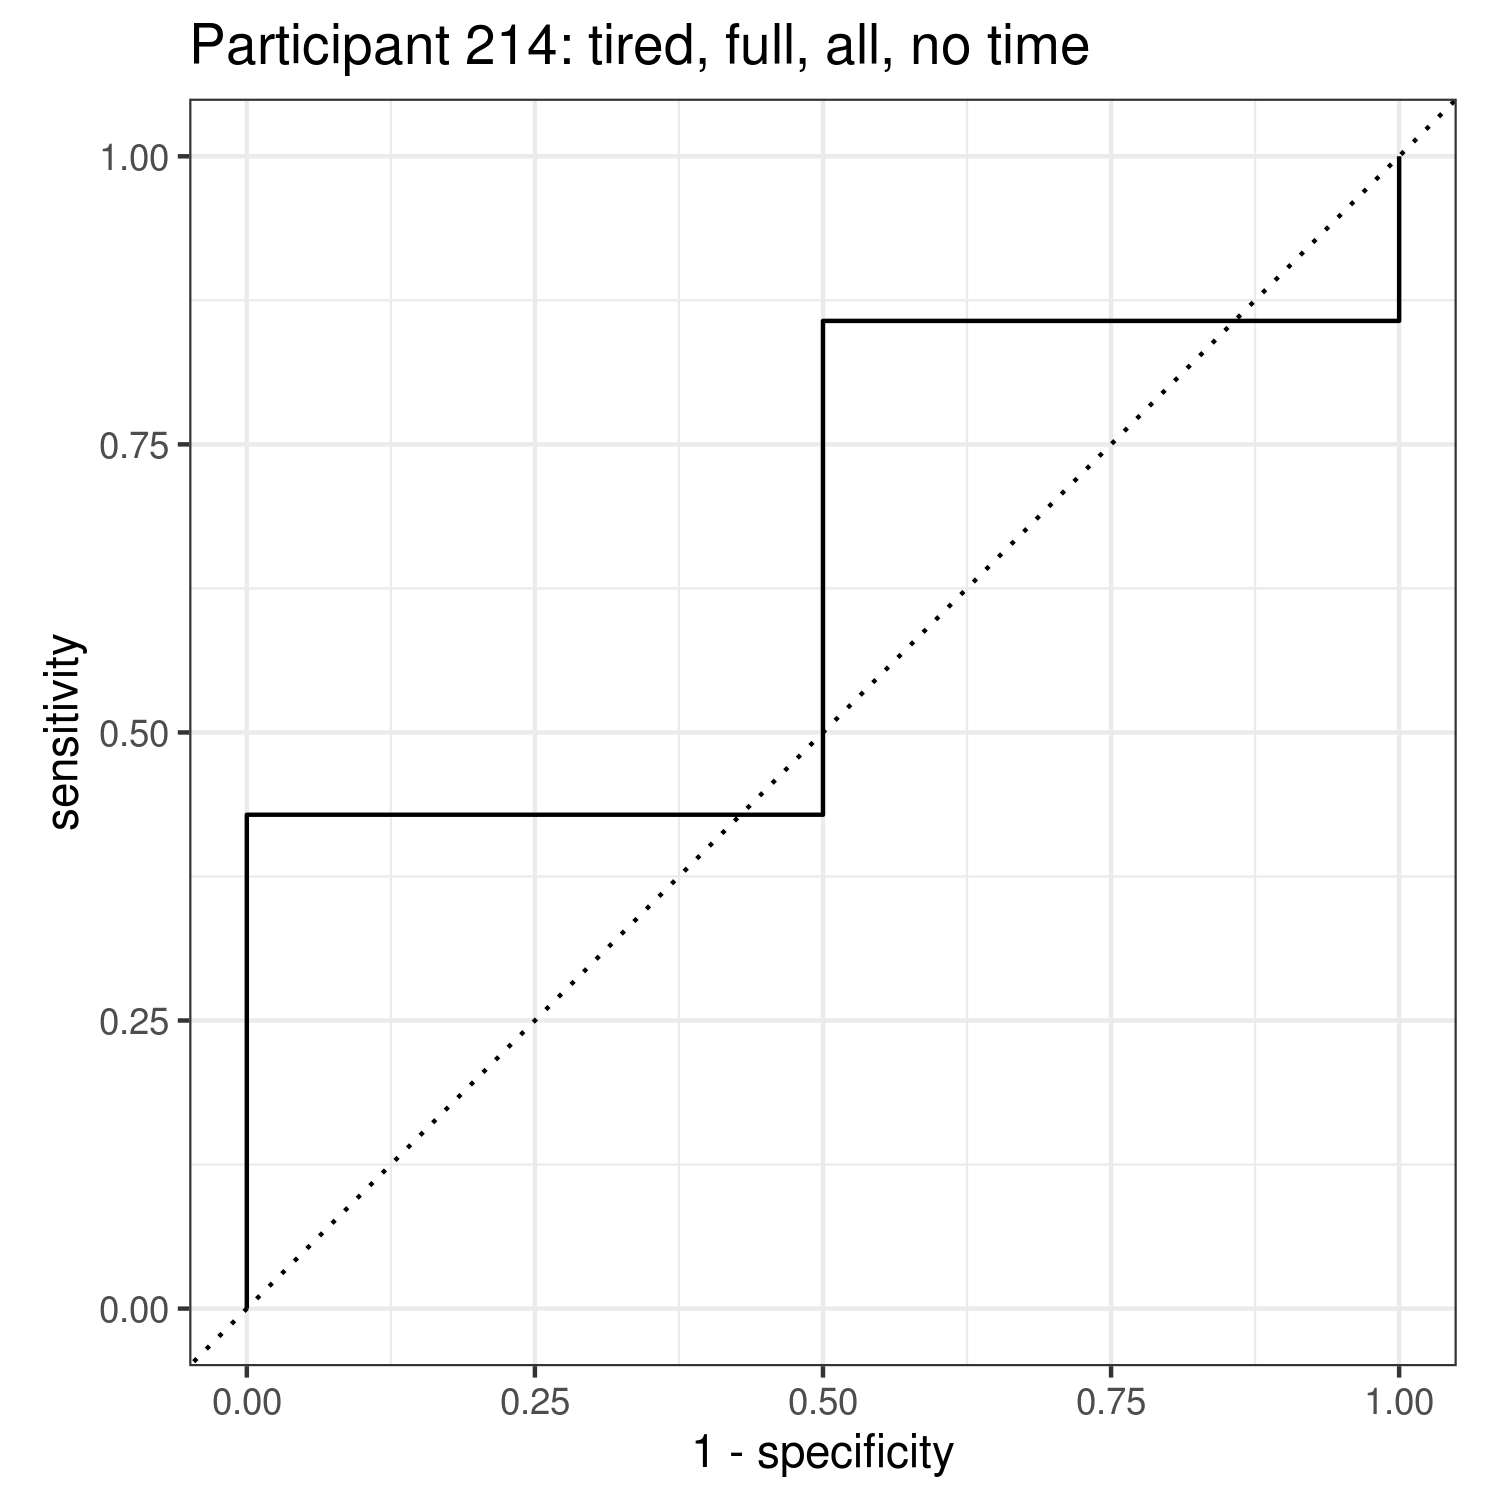 Participant 214: tired, full, all, no time
1.00
0.75
0.50
0.25
0.00
sensitivity
0.00 0.25 0.50 0.75 1.00
1 - specificity